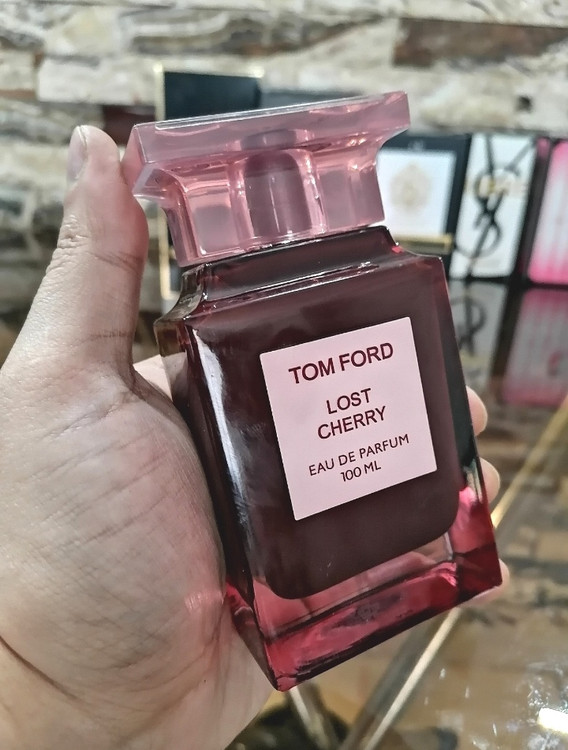 TOM FORD
LOST
CHERRY
EAU DE PARFUM
100 ML